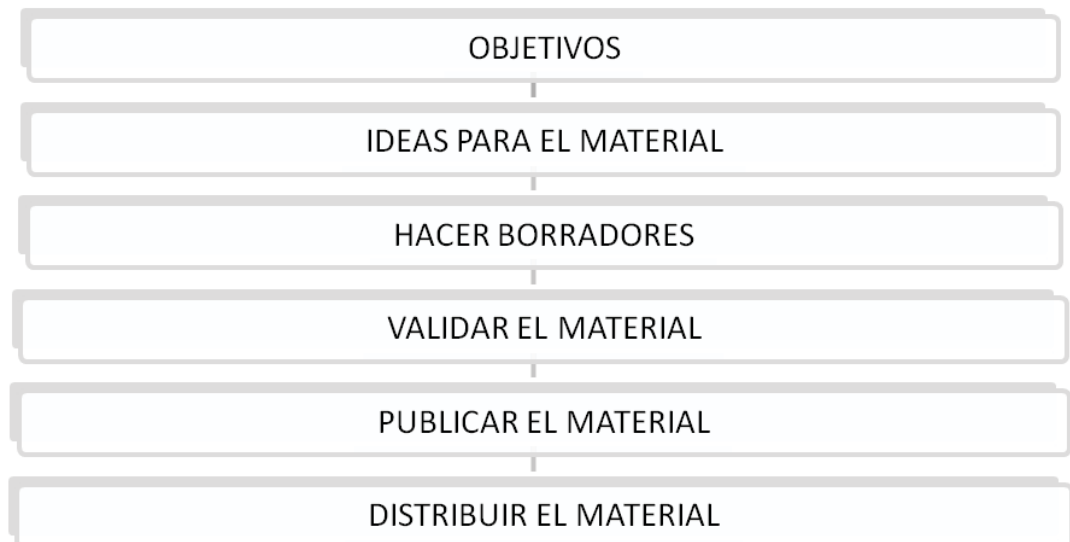 OBJETIVOS
IDEAS PARA EL MATERIAL
HACER BORRADORES
VALIDAR EL MATERIAL
PUBLICAR EL MATERIAL
DISTRIBUIR EL MATERIAL